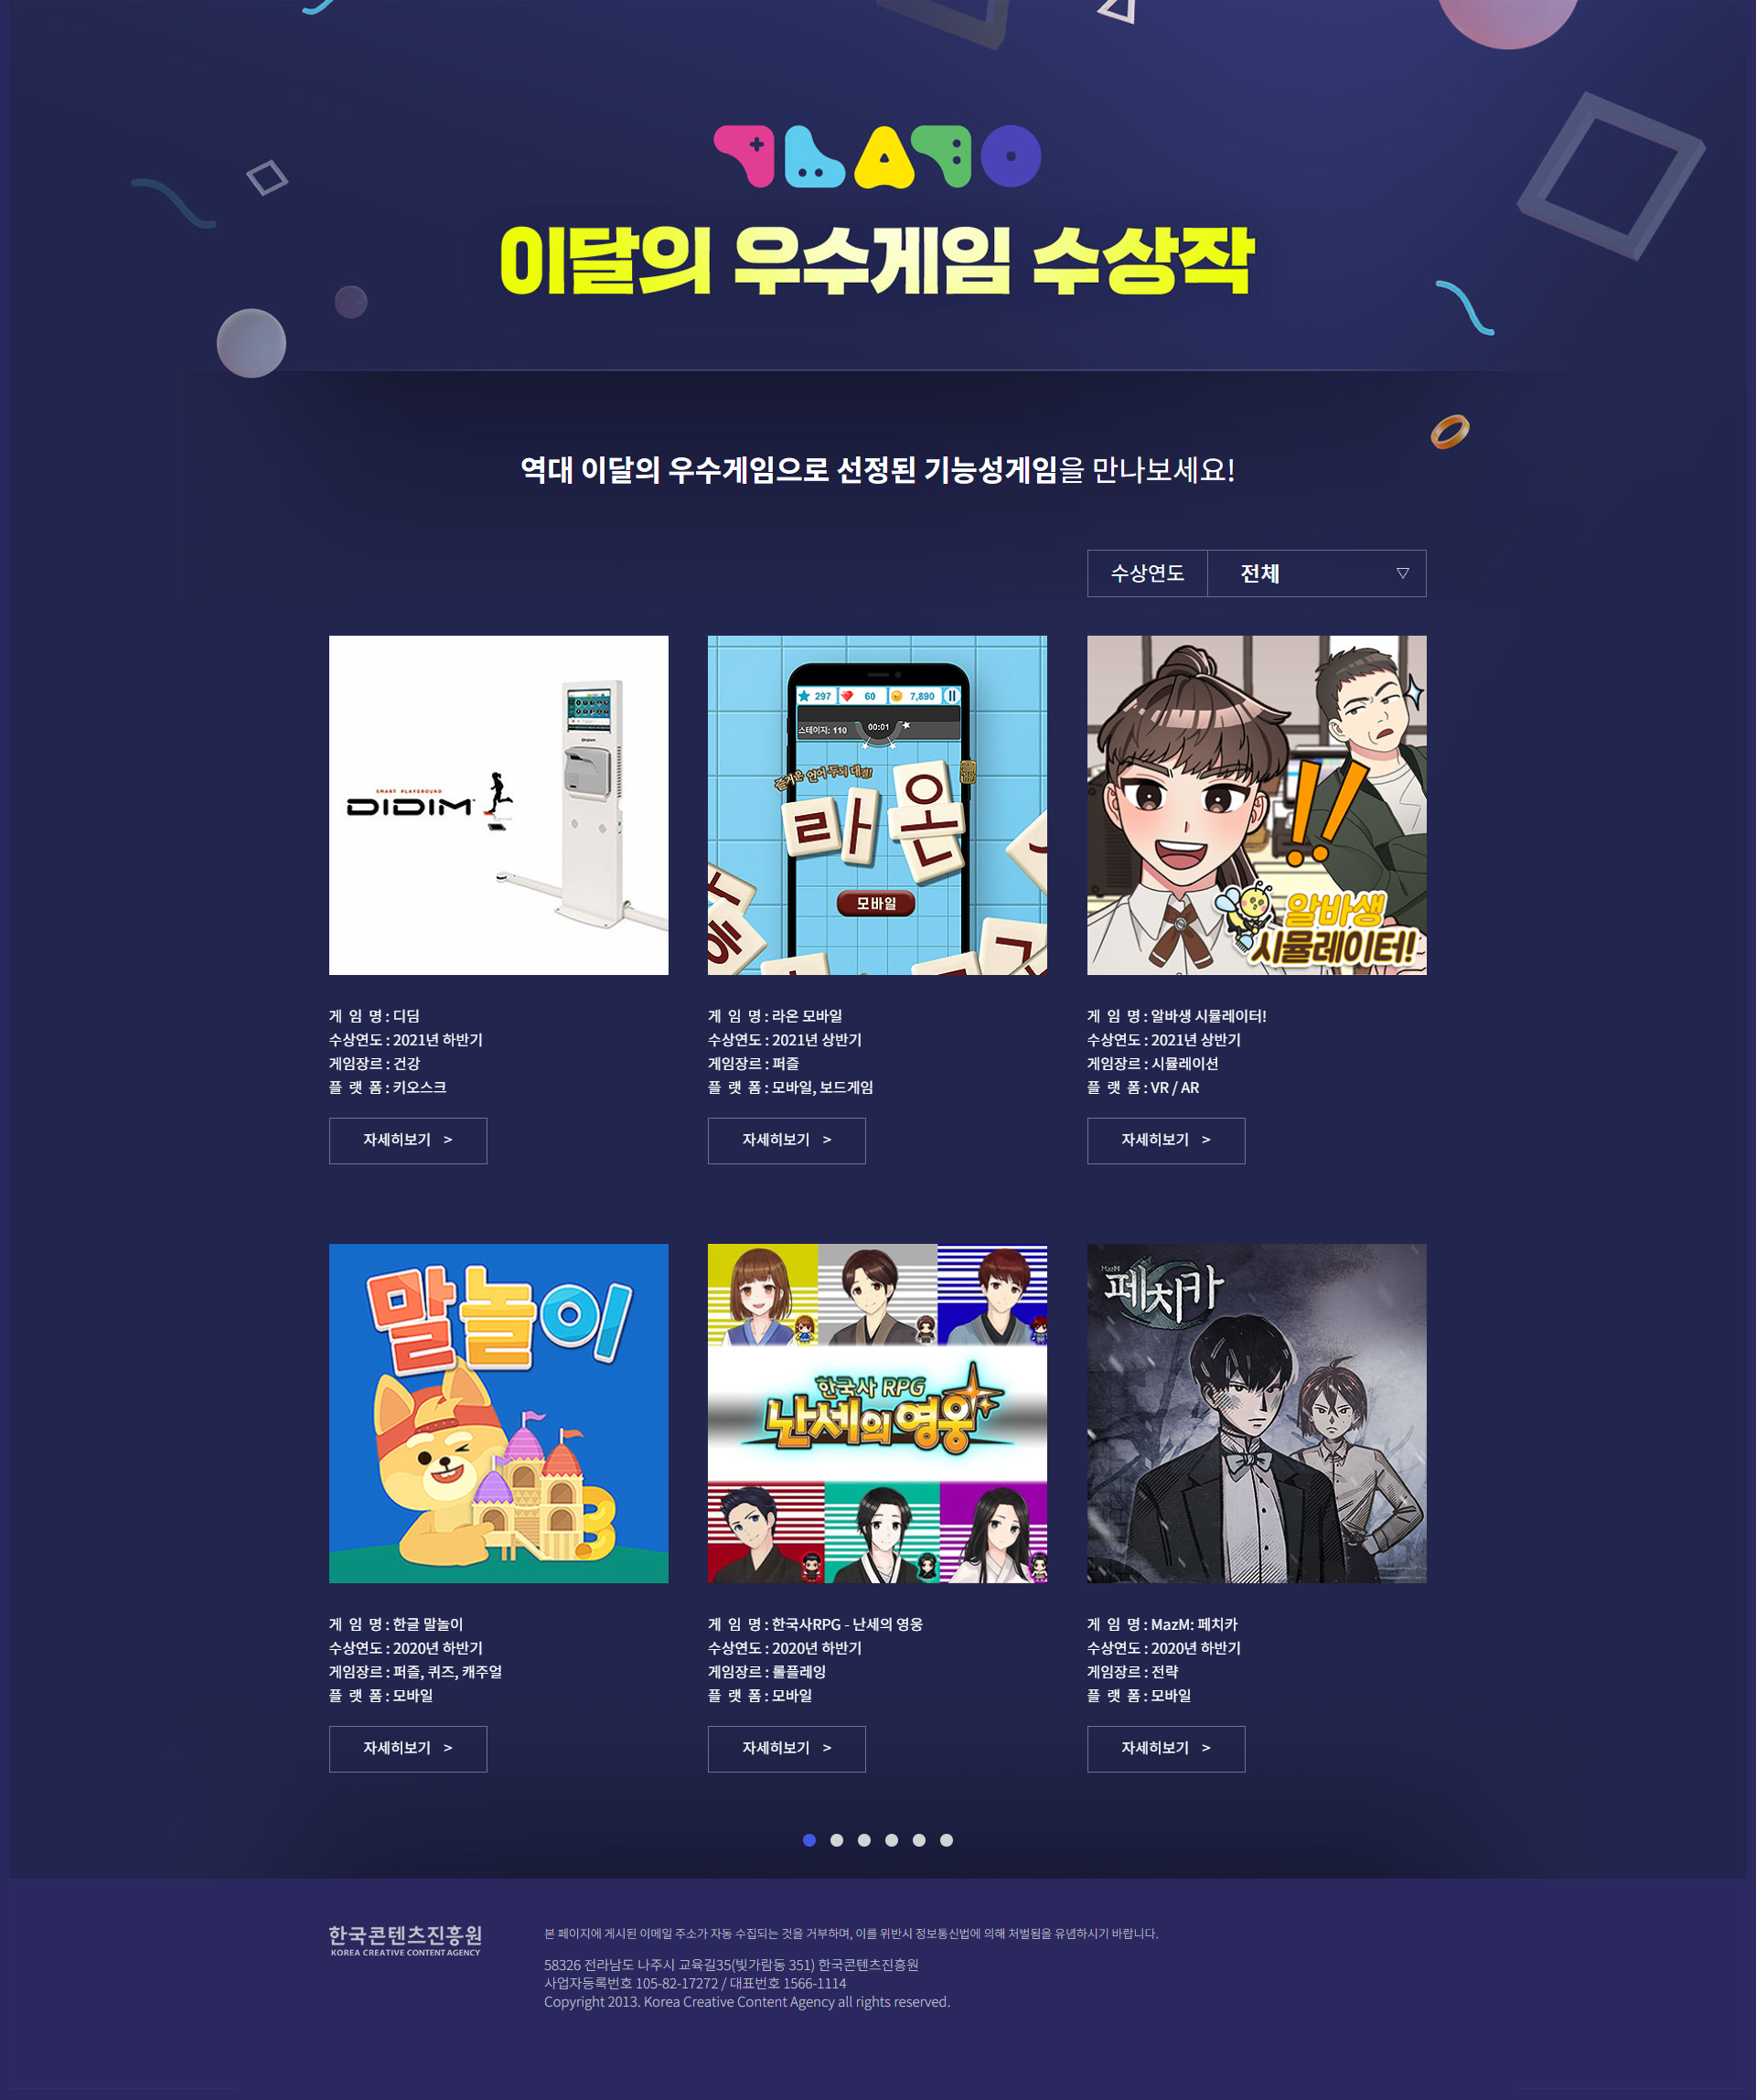 이달의 우수게임 수상작
역대 이달의 우수게임으로 선정된 기능성게임을 만나보세요!
수상연도 전체 ▽
SMART PLAYGROUND
DIDIM
297 60 7,890
스테이지: 110 00:01
즐거운 언어 두뇌 대결!
라온
모바일
알바생
시뮬레이터!
게 임 명 : 디딤
수상연도 : 2021년 하반기
게임장르 : 건강
플 랫 폼 : 키오스크
자세히보기 >
게 임 명 : 라온 모바일
수상연도 : 2021년 상반기
게임장르 : 퍼즐
플 랫 폼 : 모바일, 보드게임
자세히보기 >
게 임 명 : 알바생 시뮬레이터!
수상연도 : 2021년 상반기
게임장르 : 시뮬레이션
플 랫 폼 : VR / AR
자세히보기 >
말놀이
한국사 RPG
난세의 영웅
MazM
페치카
게 임 명 : 한글 말놀이
수상연도 : 2020년 하반기
게임장르 : 퍼즐, 퀴즈, 캐주얼
플 랫 폼 : 모바일
자세히보기 >
게 임 명 : 한국사RPG - 난세의 영웅
수상연도 : 2020년 하반기
게임장르 : 롤플레잉
플 랫 폼 : 모바일
자세히보기 >
게 임 명 : MazM: 페치카
수상연도 : 2020년 하반기
게임장르 : 전략
플 랫 폼 : 모바일
자세히보기 >
한국콘텐츠진흥원
KOREA CREATIVE CONTENT AGENCY
본 페이지에 게시된 이메일 주소가 자동 수집되는 것을 거부하며, 이를 위반시 정보통신법에 의해 처벌됨을 유념하시기 바랍니다.
58326 전라남도 나주시 교육길35(빛가람동 351) 한국콘텐츠진흥원
사업자등록번호 105-82-17272 / 대표번호 1566-1114
Copyright 2013. Korea Creative Content Agency all rights reserved.